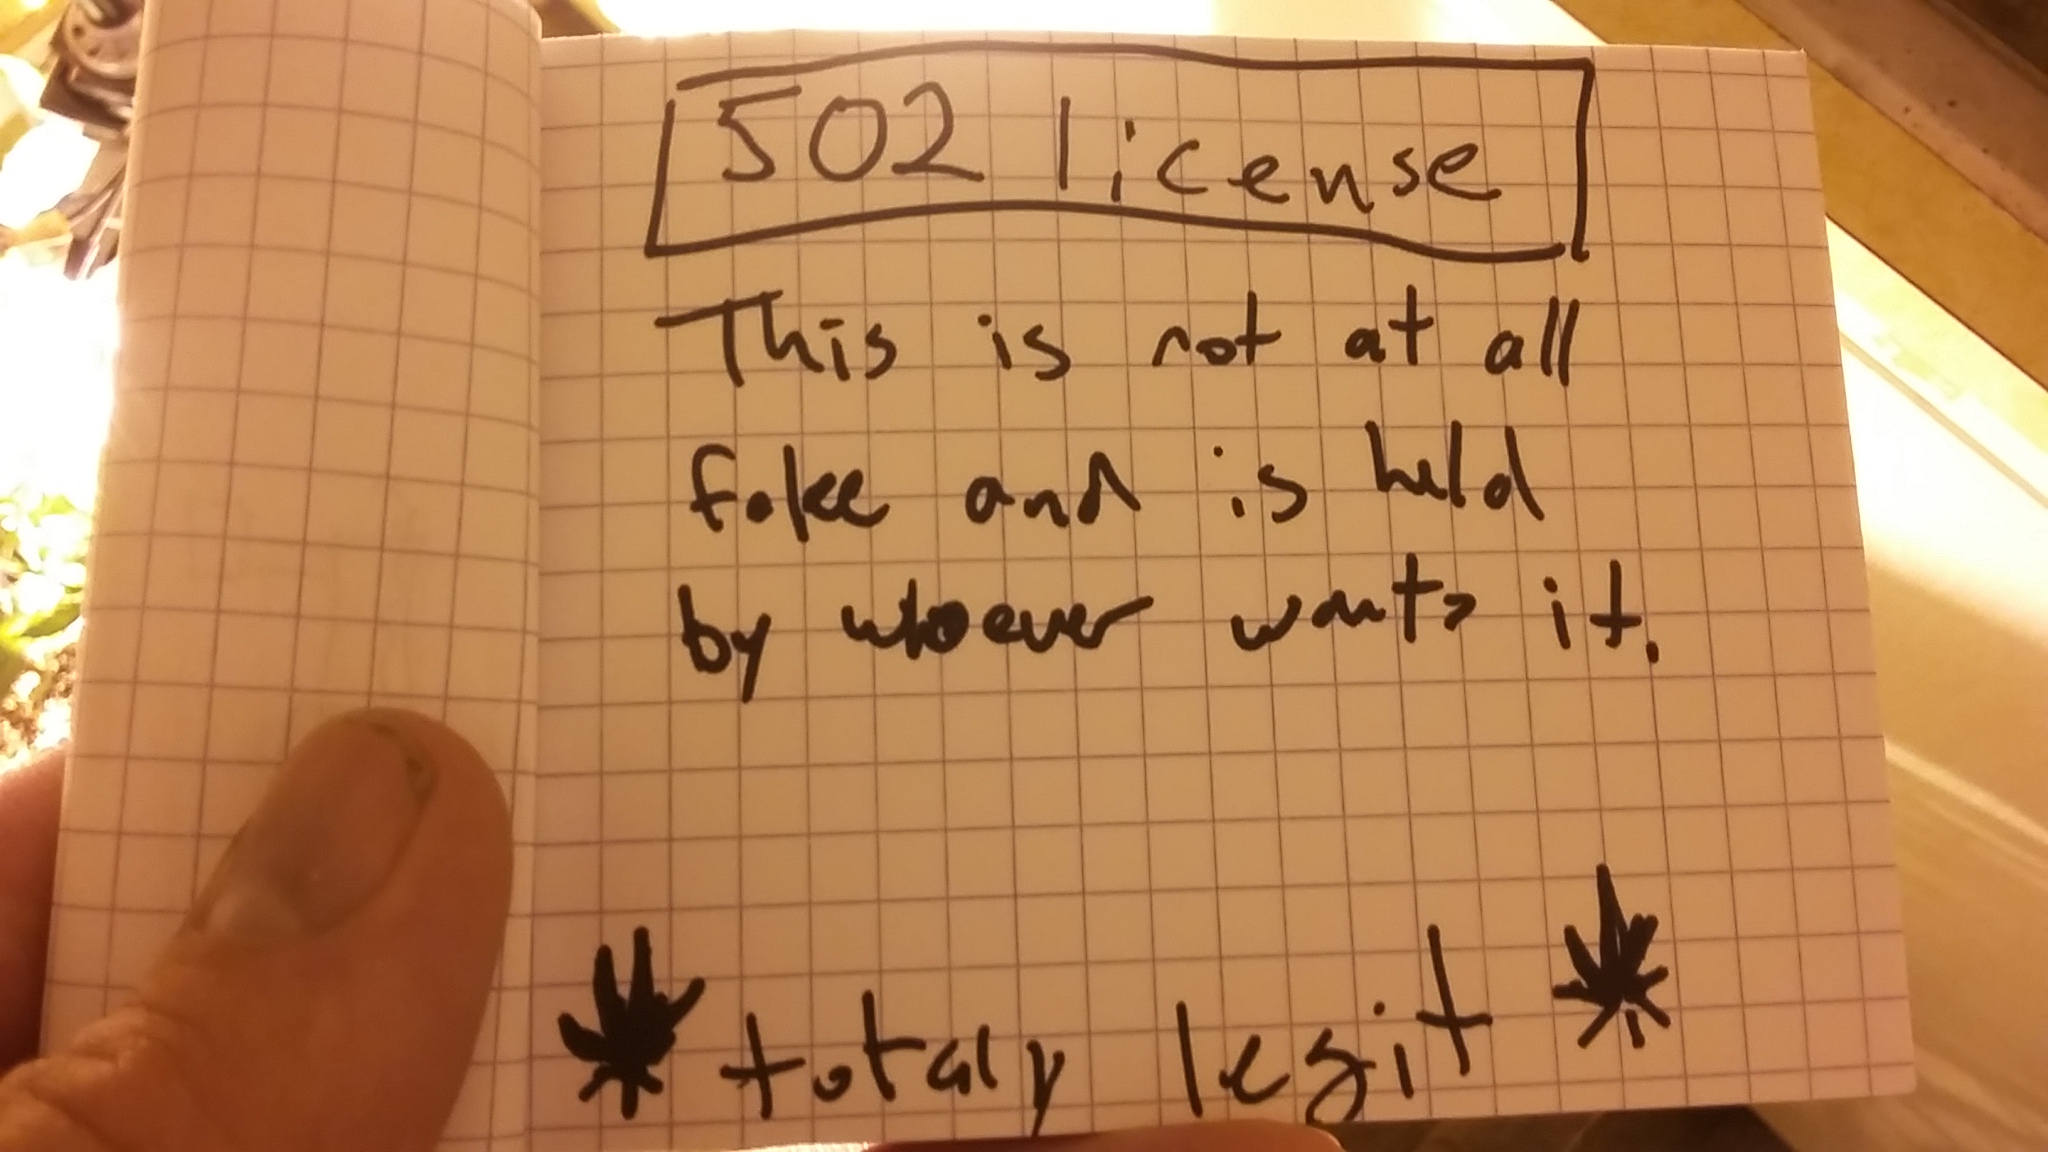 502 license
This is not at all
fake and is held
by whoever wants it.
totaly legit